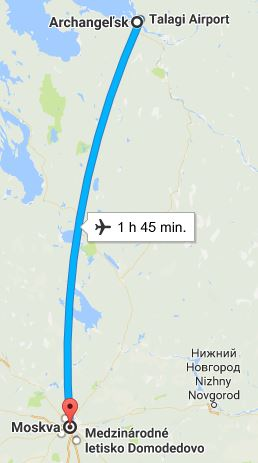 Archangeľsk
Talagi Airport
1 h 45 min.
Нижний
Новгород
Nizhny
Novgorod
Moskva
Medzinárodné
letisko Domodedovo